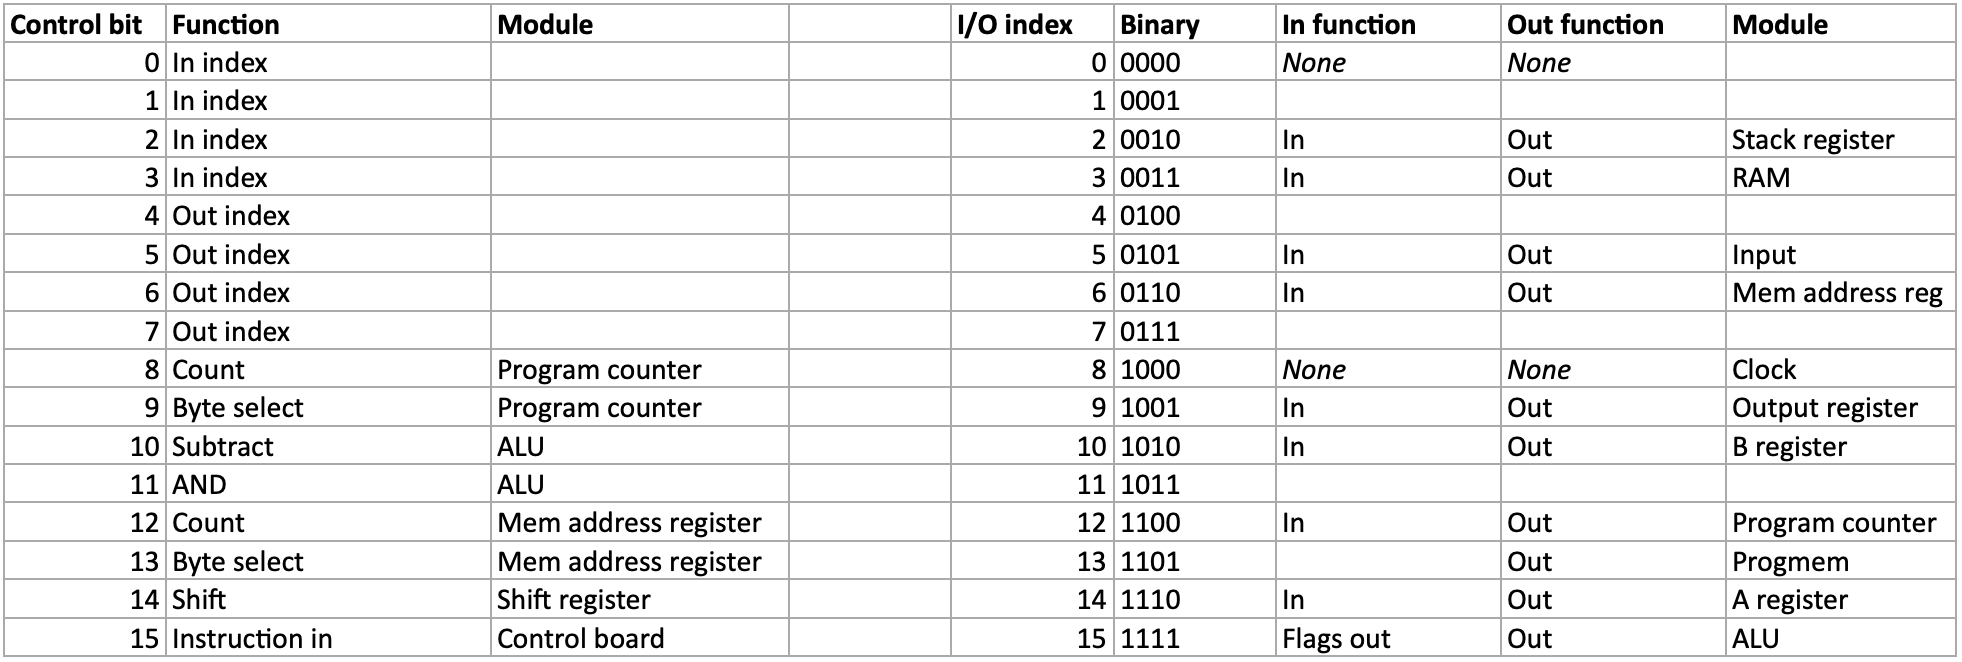 Control bit Function Module I/O index Binary In function Out function Module
0 In index 0 0000 None None
1 In index 1 0001
2 In index 2 0010 In Out Stack register
3 In index 3 0011 In Out RAM
4 Out index 4 0100
5 Out index 5 0101 In Out Input
6 Out index 6 0110 In Out Mem address reg
7 Out index 7 0111
8 Count Program counter 8 1000 None None Clock
9 Byte select Program counter 9 1001 In Out Output register
10 Subtract ALU 10 1010 In Out B register
11 AND ALU 11 1011
12 Count Mem address register 12 1100 In Out Program counter
13 Byte select Mem address register 13 1101 Out Progmem
14 Shift Shift register 14 1110 In Out A register
15 Instruction in Control board 15 1111 Flags out Out ALU